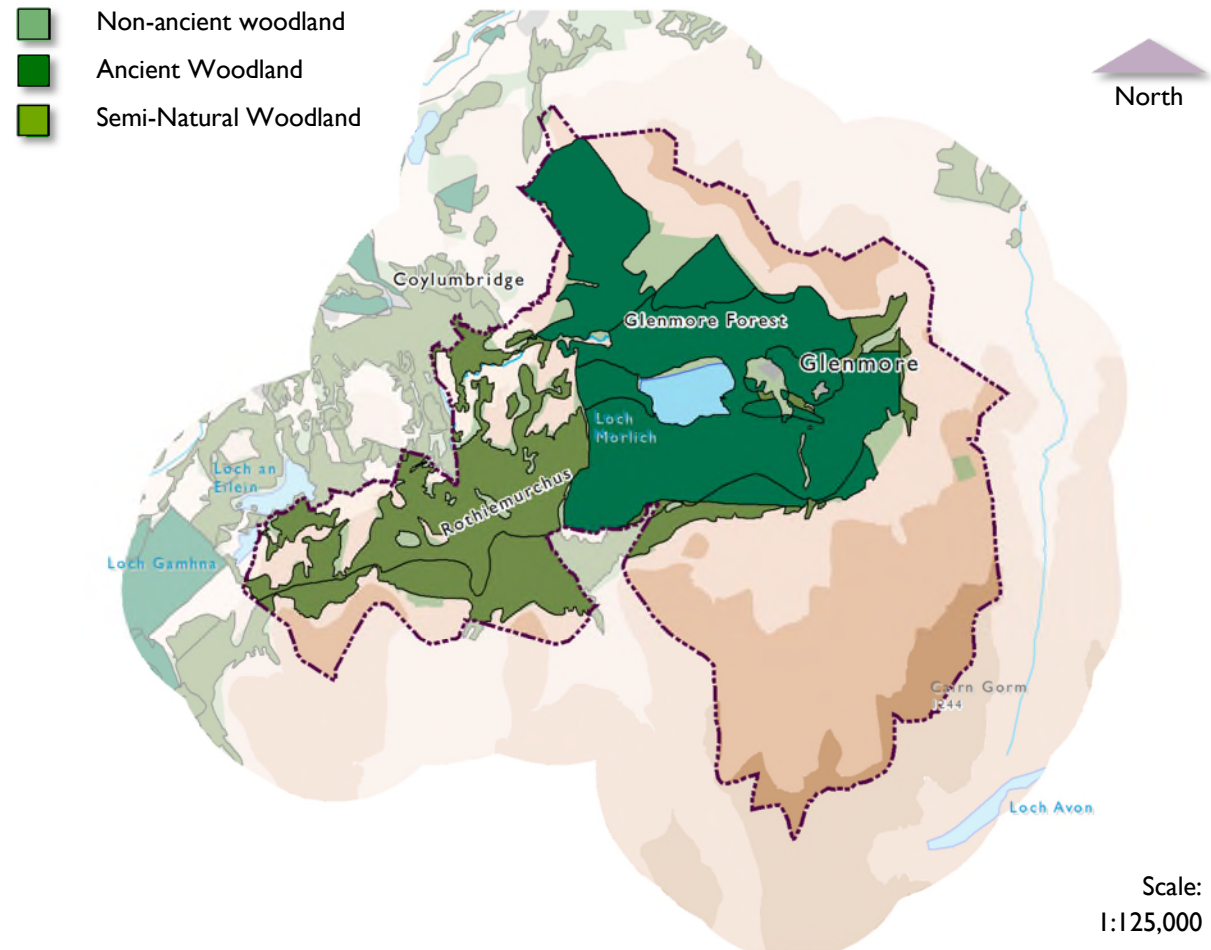 Non-ancient woodland
Ancient Woodland
Semi-Natural Woodland
North
Coylumbridge
Glenmore Forest
Glenmore
Loch
Morlich
Loch an
Eilein
Rothiemurchus
Loch Gamhna
Cairn Gorm
1244
Loch Avon
Scale:
1:125,000